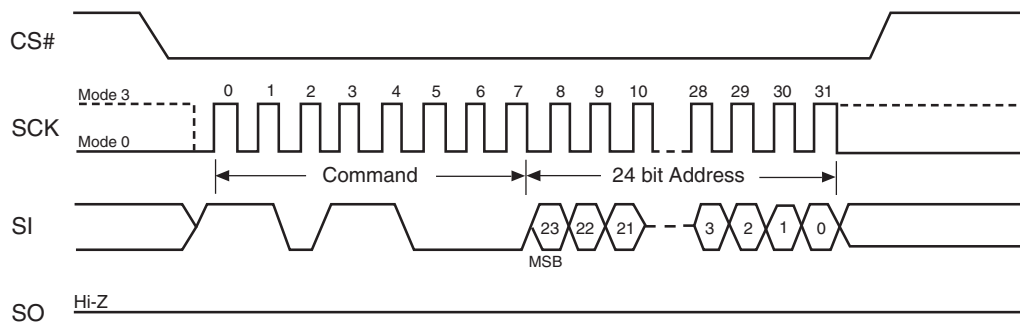 CS#
Mode 3
SCK
Mode 0
0 1 2 3 4 5 6 7 8 9 10 28 29 30 31
Command
24 bit Address
SI
23 22 21 3 2 1 0
MSB
SO
Hi-Z